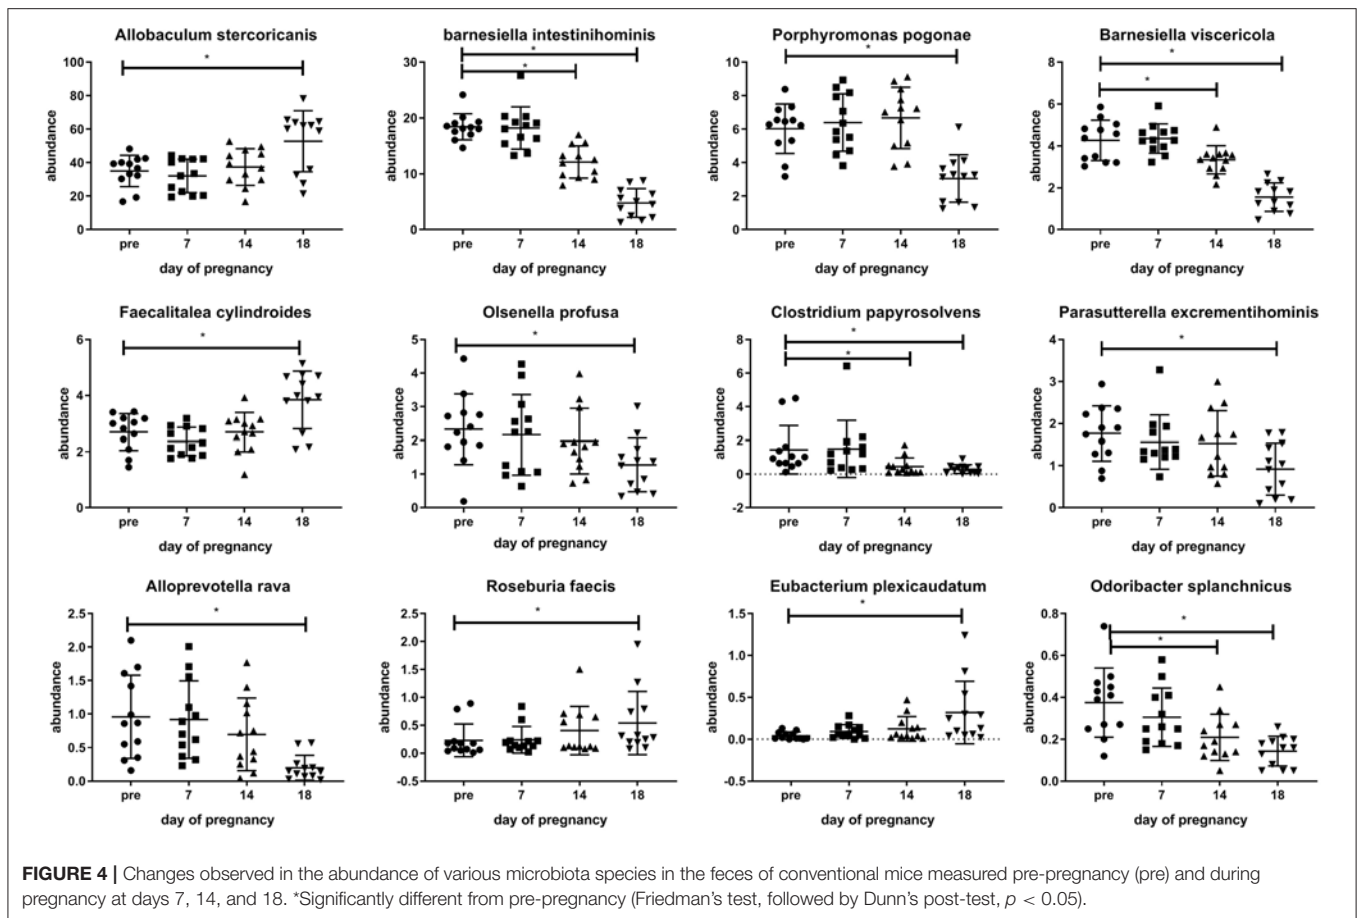 Allobaculum stercoricanis
*
abundance
100
80
60
40
20
0
pre 7 14 18
day of pregnancy
barnesiella intestinihominis
*
*
abundance
30
20
10
0
pre 7 14 18
day of pregnancy
Porphyromonas pogonae
*
abundance
10
8
6
4
2
0
pre 7 14 18
day of pregnancy
Barnesiella viscericola
*
*
abundance
8
6
4
2
0
pre 7 14 18
day of pregnancy
Faecalitalea cylindroides
*
abundance
6
4
2
0
pre 7 14 18
day of pregnancy
Olsenella profusa
*
abundance
5
4
3
2
1
0
pre 7 14 18
day of pregnancy
Clostridium papyrosolvens
*
*
abundance
8
6
4
2
0
-2
pre 7 14 18
day of pregnancy
Parasutterella excrementihominis
*
abundance
4
3
2
1
0
pre 7 14 18
day of pregnancy
Alloprevotella rava
*
abundance
2.5
2.0
1.5
1.0
0.5
0.0
pre 7 14 18
day of pregnancy
Roseburia faecis
*
abundance
2.5
2.0
1.5
1.0
0.5
0.0
-0.5
pre 7 14 18
day of pregnancy
Eubacterium plexicaudatum
*
abundance
1.5
1.0
0.5
0.0
-0.5
pre 7 14 18
day of pregnancy
Odoribacter splanchnicus
*
*
abundance
0.8
0.6
0.4
0.2
0.0
pre 7 14 18
day of pregnancy
FIGURE 4 | Changes observed in the abundance of various microbiota species in the feces of conventional mice measured pre-pregnancy (pre) and during
pregnancy at days 7, 14, and 18. *Significantly different from pre-pregnancy (Friedman's test, followed by Dunn's post-test, p < 0.05).